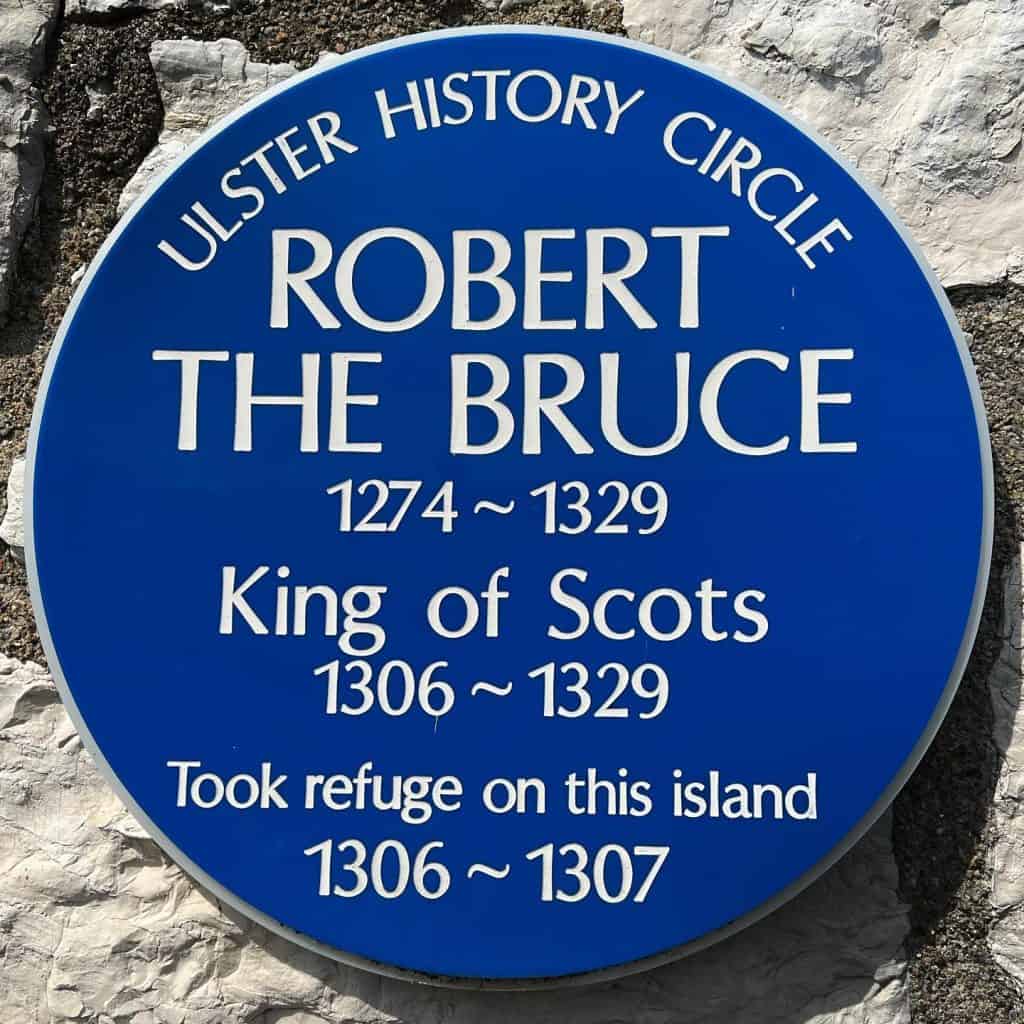 ULSTER HISTORY CIRCLE
ROBERT
THE BRUCE
1274 ~ 1329
King of Scots
1306 ~ 1329
Took refuge on this island
1306 ~ 1307